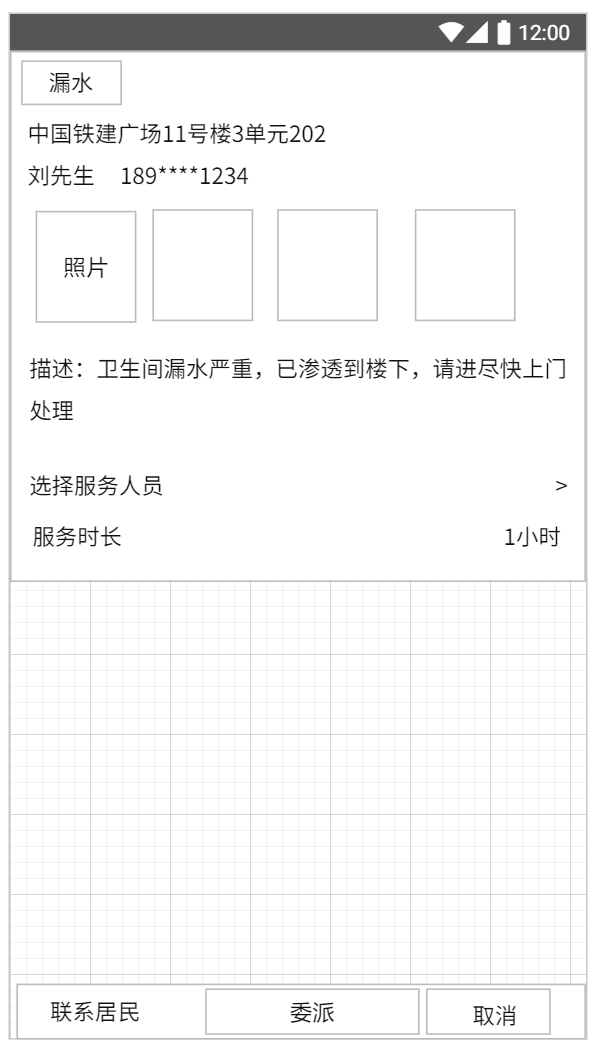 12:00
漏水
中国铁建广场11号楼3单元202
刘先生 189****1234
照片
描述：卫生间漏水严重，已渗透到楼下，请进尽快上门
处理
选择服务人员 >
服务时长 1小时
联系居民 委派 取消